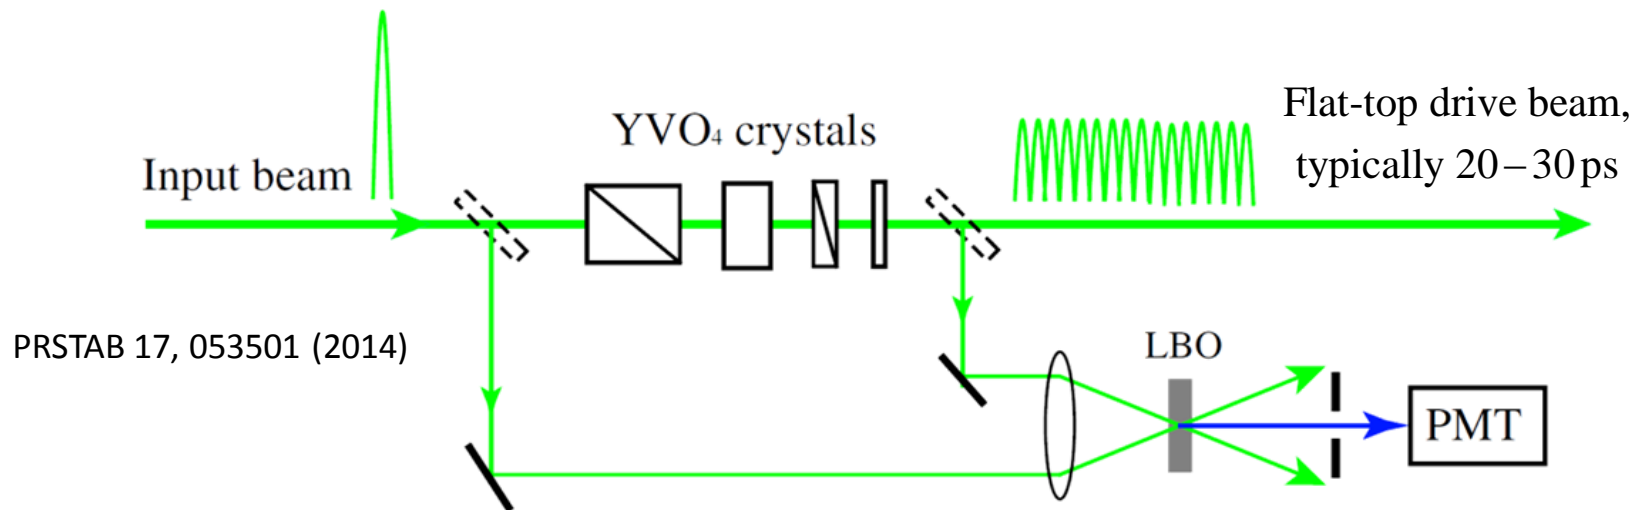 Flat-top drive beam,
typically 20–30 ps
YVO₄ crystals
Input beam
PRSTAB 17, 053501 (2014)
LBO
PMT